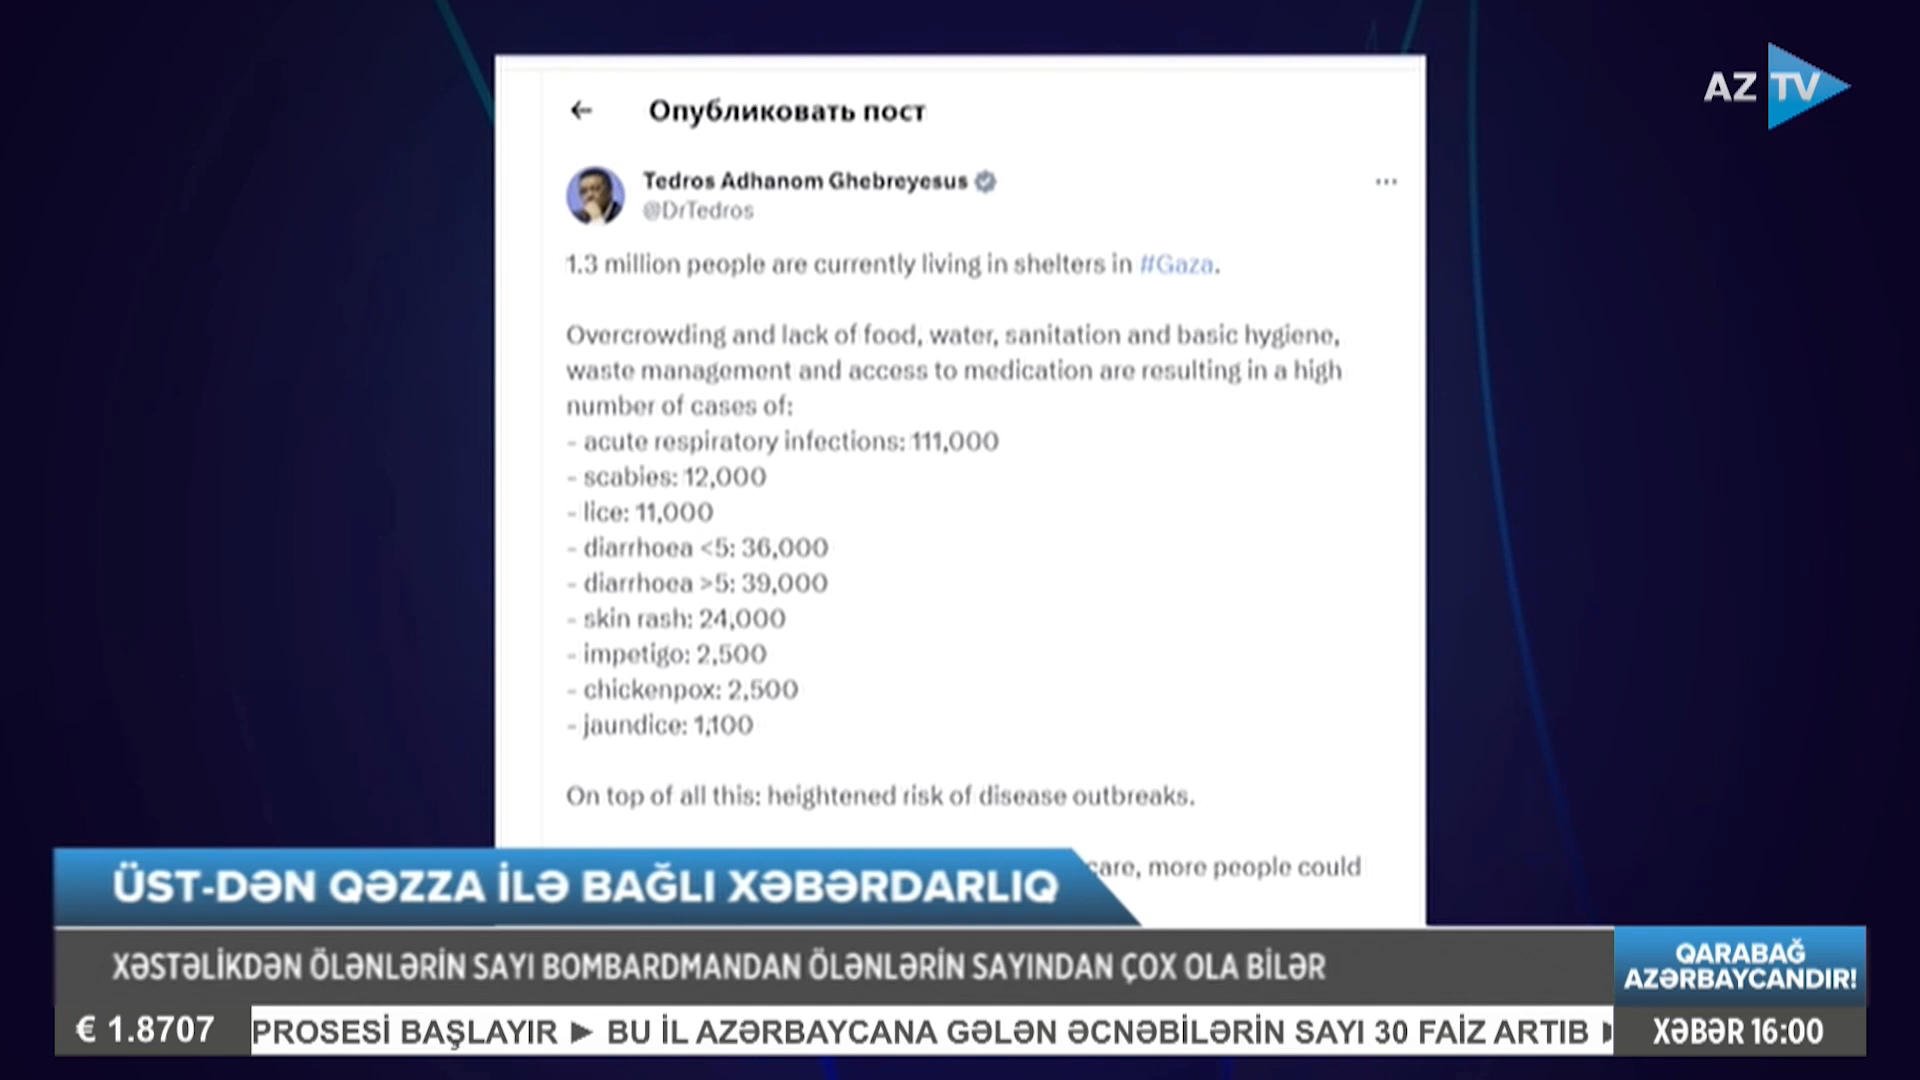 AZ TV
Опубликовать пост
Tedros Adhanom Ghebreyesus
@DrTedros
1.3 million people are currently living in shelters in #Gaza.
Overcrowding and lack of food, water, sanitation and basic hygiene,
waste management and access to medication are resulting in a high
number of cases of:
- acute respiratory infections: 111,000
- scabies: 12,000
- lice: 11,000
- diarrhoea <5: 36,000
- diarrhoea >5: 39,000
- skin rash: 24,000
- impetigo: 2,500
- chickenpox: 2,500
- jaundice: 1,100
On top of all this: heightened risk of disease outbreaks.
care, more people could
ÜST-DƏN QƏZZA İLƏ BAĞLI XƏBƏRDARLIQ
XƏSTƏLİKDƏN ÖLƏNLƏRİN SAYI BOMBARDMANDAN ÖLƏNLƏRİN SAYINDAN ÇOX OLA BİLƏR
QARABAĞ
AZƏRBAYCANDIR!
€ 1.8707
PROSESİ BAŞLAYIR ► BU İL AZƏRBAYCANA GƏLƏN ƏCNƏBİLƏRİN SAYI 30 FAİZ ARTIB
XƏBƏR 16:00